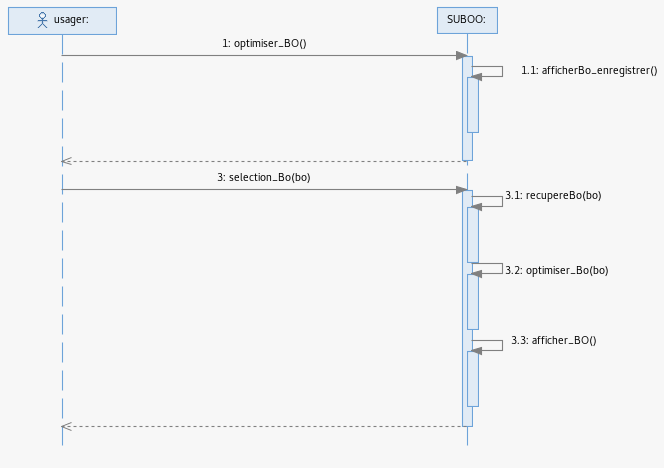 usager:
SUBOO:
1: optimiser_BO()
1.1: afficherBo_enregistrer()
3: selection_Bo(bo)
3.1: recupereBo(bo)
3.2: optimiser_Bo(bo)
3.3: afficher_BO()